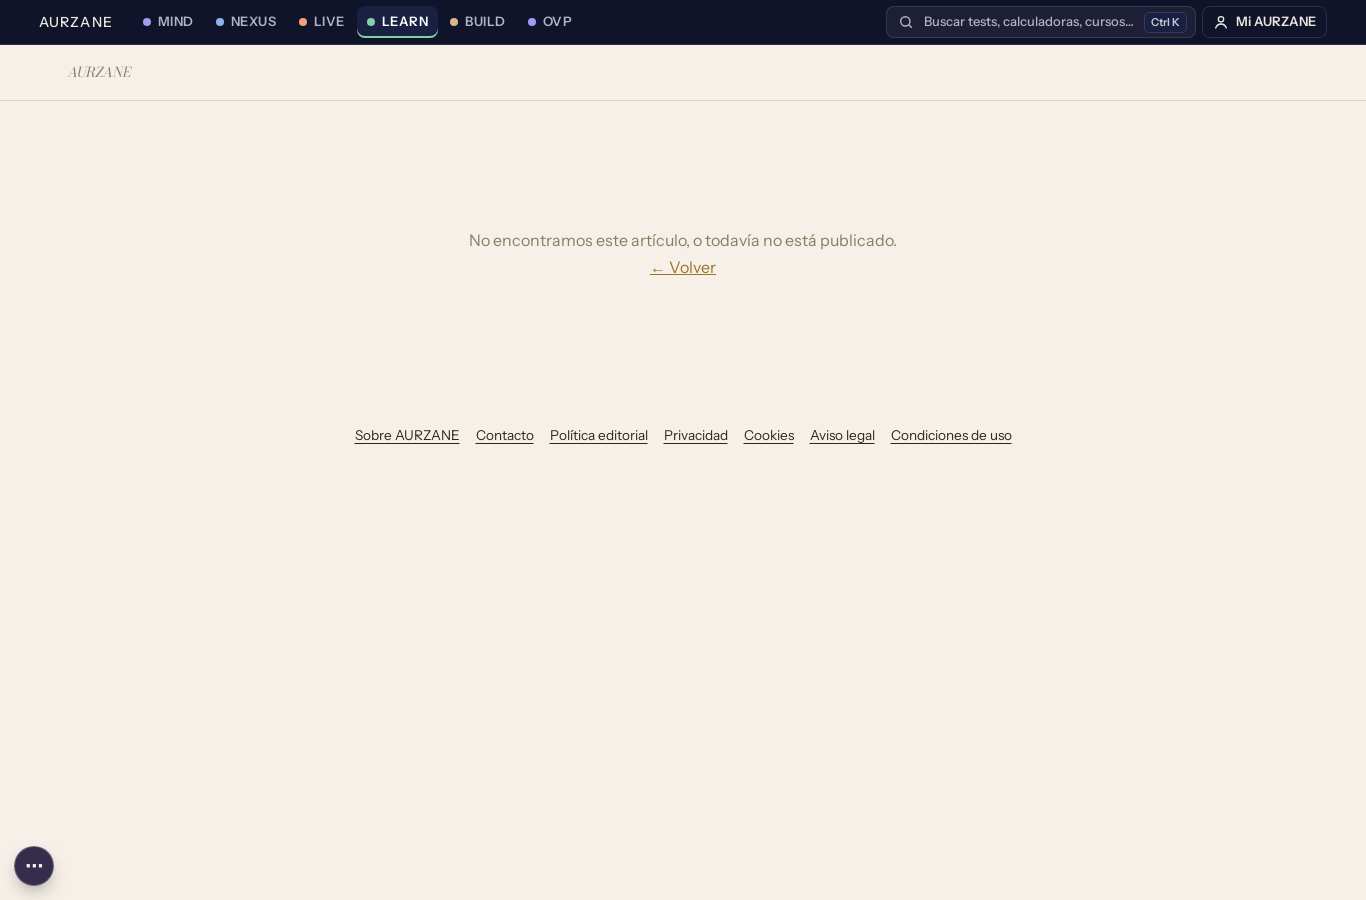 AURZANE MIND NEXUS LIVE LEARN BUILD OVP Buscar tests, calculadoras, cursos... Ctrl K Mi AURZANE
AURZANE
No encontramos este artículo, o todavía no está publicado.
← Volver
Sobre AURZANE Contacto Política editorial Privacidad Cookies Aviso legal Condiciones de uso